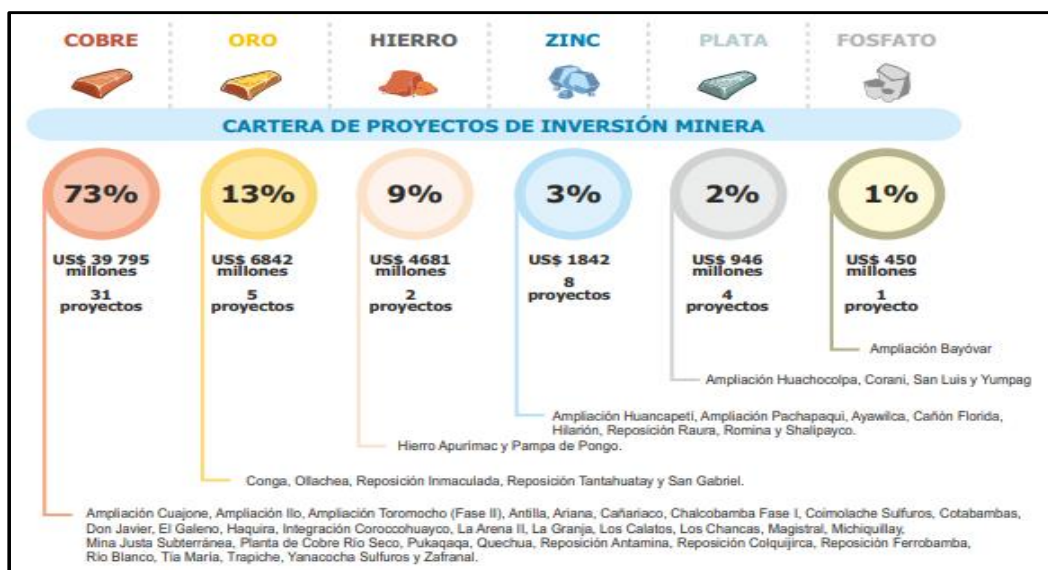 COBRE
ORO
HIERRO
ZINC
PLATA
FOSFATO
CARTERA DE PROYECTOS DE INVERSIÓN MINERA
73%
13%
9%
3%
2%
1%
US$ 39 795
millones
31
proyectos
US$ 6842
millones
5
proyectos
US$ 4681
millones
2
proyectos
US$ 1842
8
proyectos
US$ 946
millones
4
proyectos
US$ 450
millones
1
proyecto
Ampliación Bayóvar
Ampliación Huachocolpa, Corani, San Luis y Yumpag
Ampliación Huancapetí, Ampliación Pachapaqui, Ayawilca, Cañón Florida,
Hilarión, Reposición Raura, Romina y Shalipayco.
Hierro Apurímac y Pampa de Pongo.
Conga, Ollachea, Reposición Inmaculada, Reposición Tantahuatay y San Gabriel.
Ampliación Cuajone, Ampliación Ilo, Ampliación Toromocho (Fase II), Antilla, Ariana, Cañariaco, Chalcobamba Fase I, Coimolache Sulfuros, Cotabambas,
Don Javier, El Galeno, Haquira, Integración Coroccohuayco, La Arena II, La Granja, Los Calatos, Los Chancas, Magistral, Michiquillay,
Mina Justa Subterránea, Planta de Cobre Río Seco, Pukaqaqa, Quechua, Reposición Antamina, Reposición Colquijirca, Reposición Ferrobamba,
Río Blanco, Tía María, Trapiche, Yanacocha Sulfuros y Zafranal.